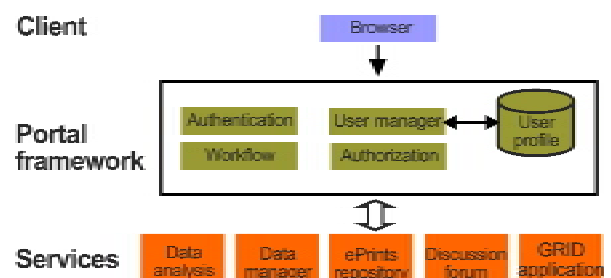 Client
Browser
Authentication
User manager
User
profile
Portal
framework
Workflow
Authorization
Services
Data
analysis
Data
manager
ePrints
repository
Discussion
forum
GRID
application